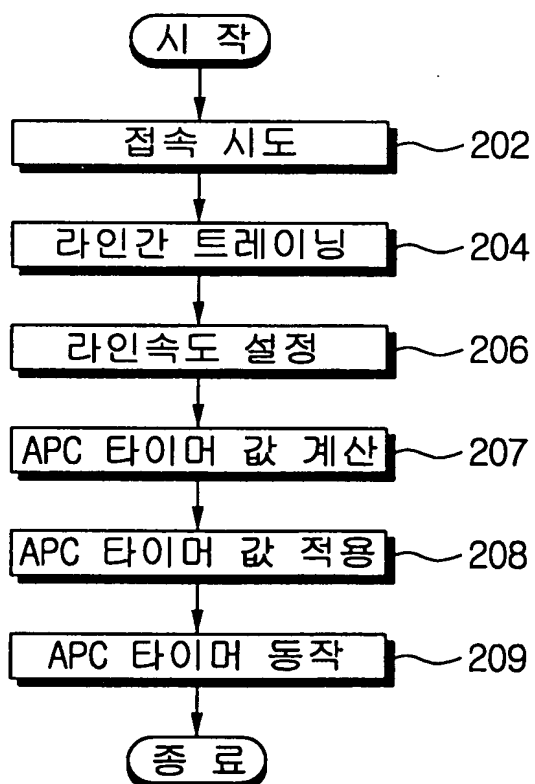 시 작
접속 시도 202
라인간 트레이닝 204
라인속도 설정 206
APC 타이머 값 계산 207
APC 타이머 값 적용 208
APC 타이머 동작 209
종 료